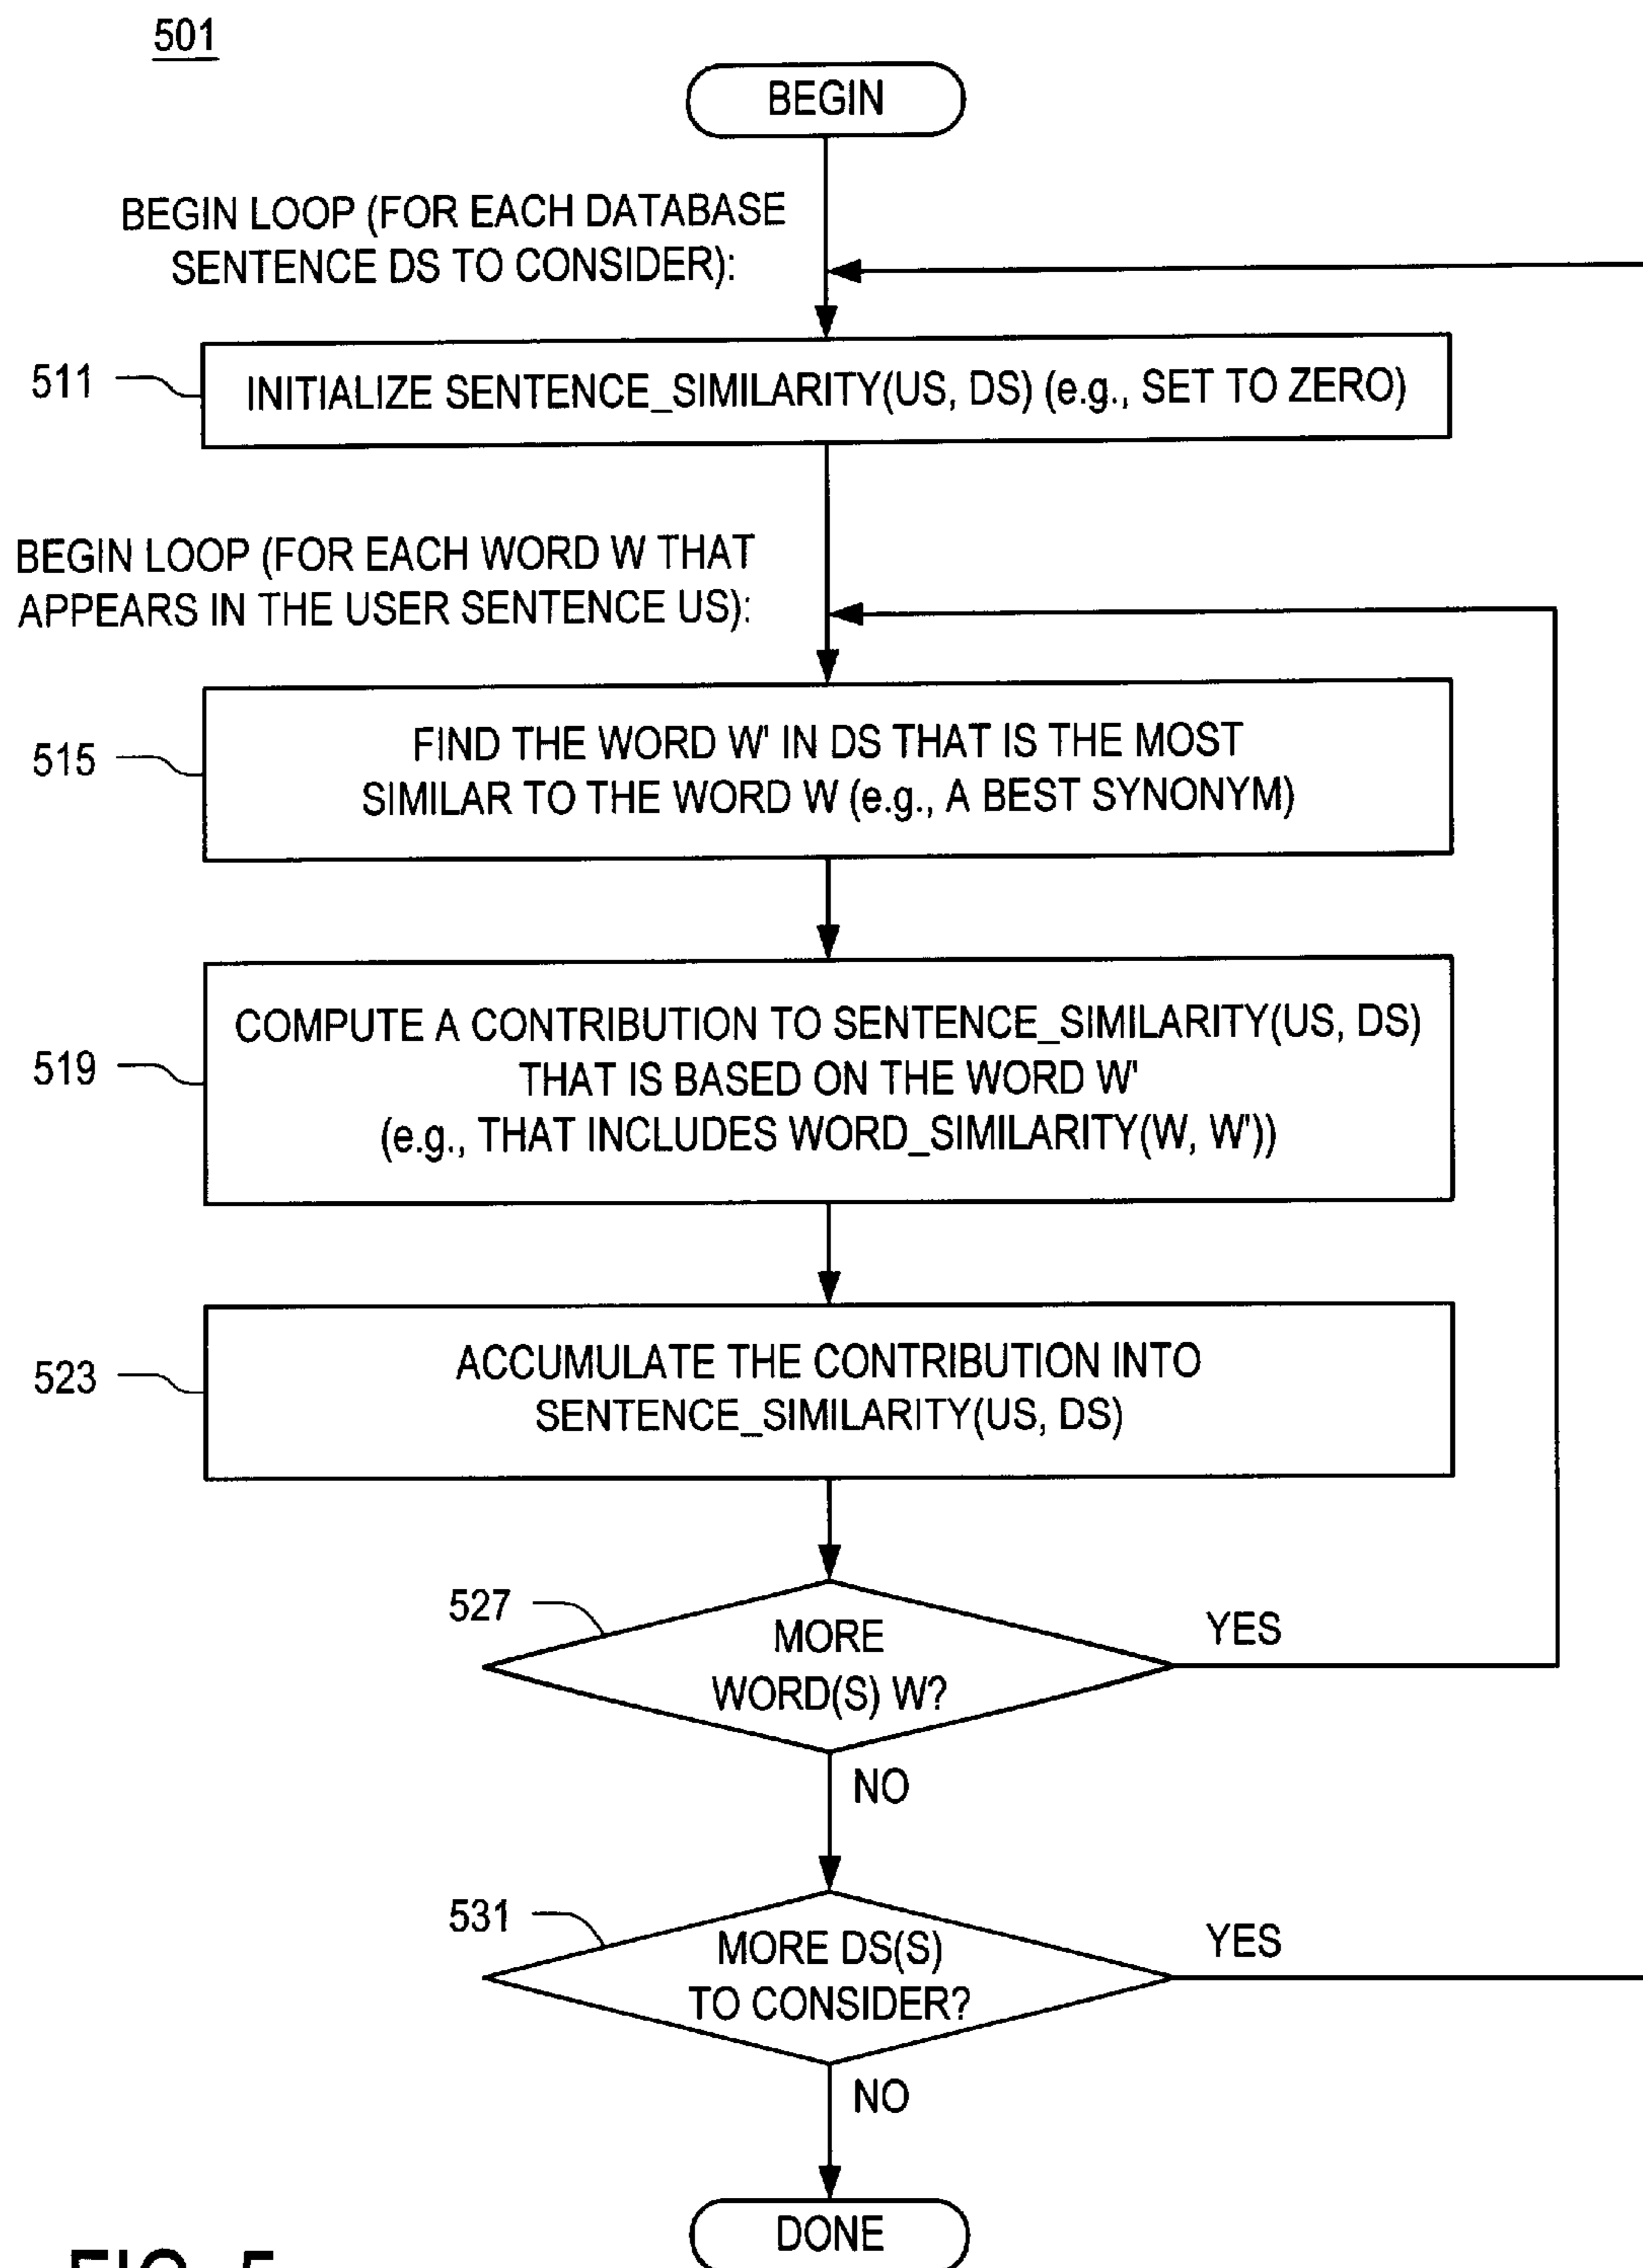 501
BEGIN
BEGIN LOOP (FOR EACH DATABASE
SENTENCE DS TO CONSIDER):
511
INITIALIZE SENTENCE_SIMILARITY(US, DS) (e.g., SET TO ZERO)
BEGIN LOOP (FOR EACH WORD W THAT
APPEARS IN THE USER SENTENCE US):
515
FIND THE WORD W' IN DS THAT IS THE MOST
SIMILAR TO THE WORD W (e.g., A BEST SYNONYM)
519
COMPUTE A CONTRIBUTION TO SENTENCE_SIMILARITY(US, DS)
THAT IS BASED ON THE WORD W'
(e.g., THAT INCLUDES WORD_SIMILARITY(W, W'))
523
ACCUMULATE THE CONTRIBUTION INTO
SENTENCE_SIMILARITY(US, DS)
527
MORE
WORD(S) W?
YES
NO
531
MORE DS(S)
TO CONSIDER?
YES
NO
DONE
FIG. 5